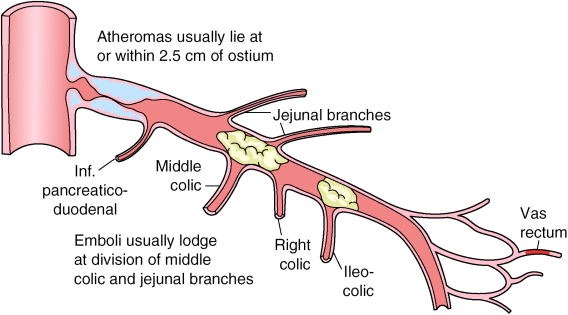 Atheromas usually lie at
or within 2.5 cm of ostium
Jejunal branches
Inf.
pancreatico-
duodenal
Middle
colic
Vas
rectum
Emboli usually lodge
at division of middle
colic and jejunal branches
Right
colic
Ileo-
colic